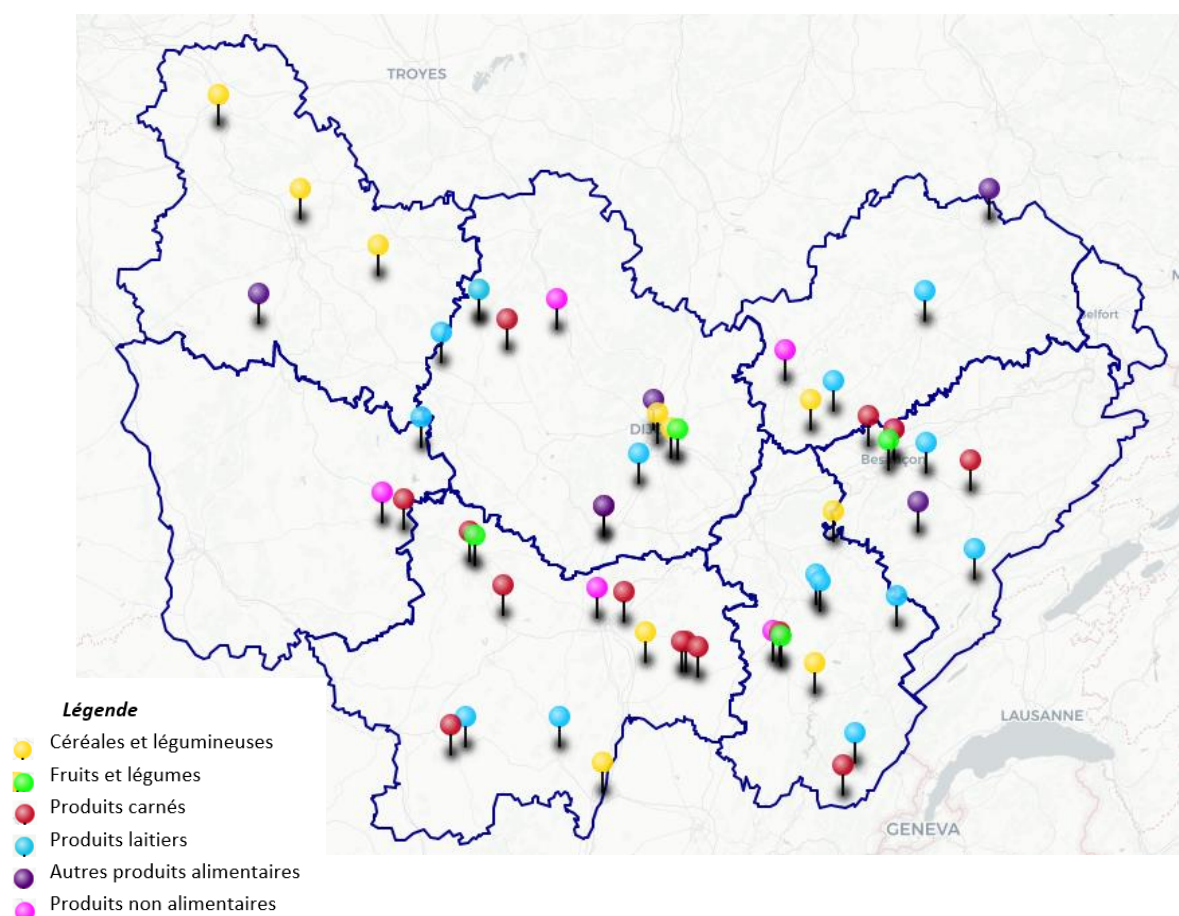 TROYES
elfort
DIJ
Besançon
LAUSANNE
GENEVA
Légende
Céréales et légumineuses
Fruits et légumes
Produits carnés
Produits laitiers
Autres produits alimentaires
Produits non alimentaires